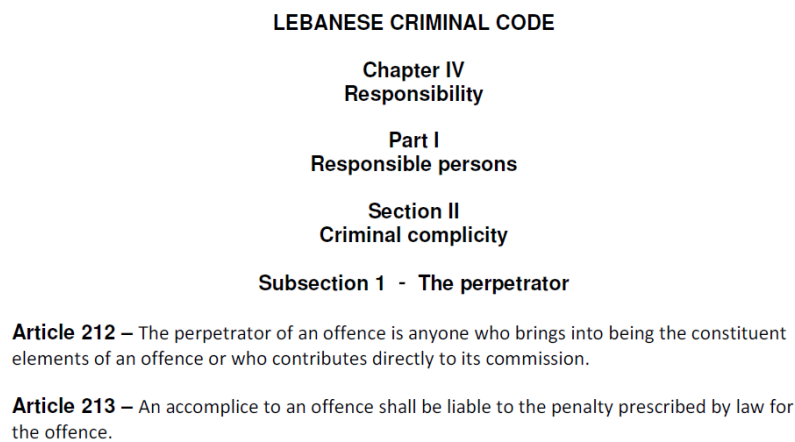 LEBANESE CRIMINAL CODE
Chapter IV
Responsibility
Part I
Responsible persons
Section II
Criminal complicity
Subsection 1 - The perpetrator
Article 212 – The perpetrator of an offence is anyone who brings into being the constituent
elements of an offence or who contributes directly to its commission.
Article 213 – An accomplice to an offence shall be liable to the penalty prescribed by law for
the offence.